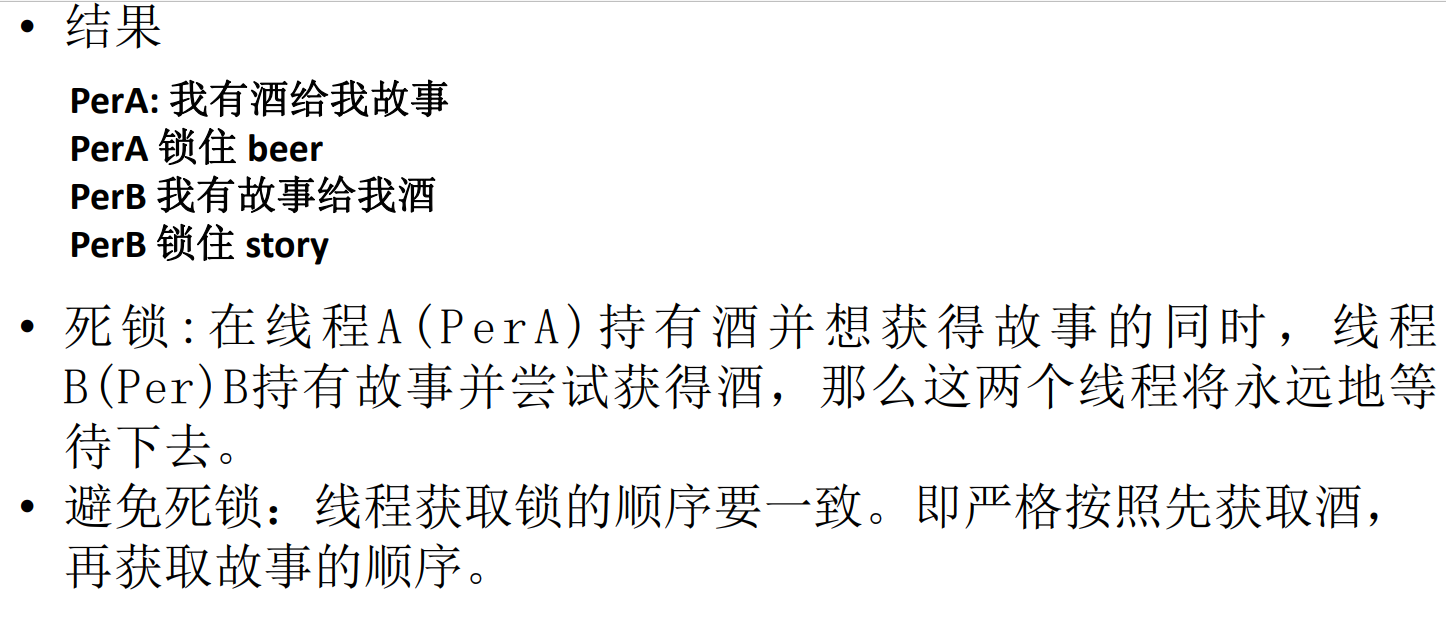 • 结果
PerA: 我有酒给我故事
PerA 锁住 beer
PerB 我有故事给我酒
PerB 锁住 story
• 死锁:在线程A(PerA)持有酒并想获得故事的同时，线程
B(Per)B持有故事并尝试获得酒，那么这两个线程将永远地等
待下去。
• 避免死锁：线程获取锁的顺序要一致。即严格按照先获取酒，
再获取故事的顺序。